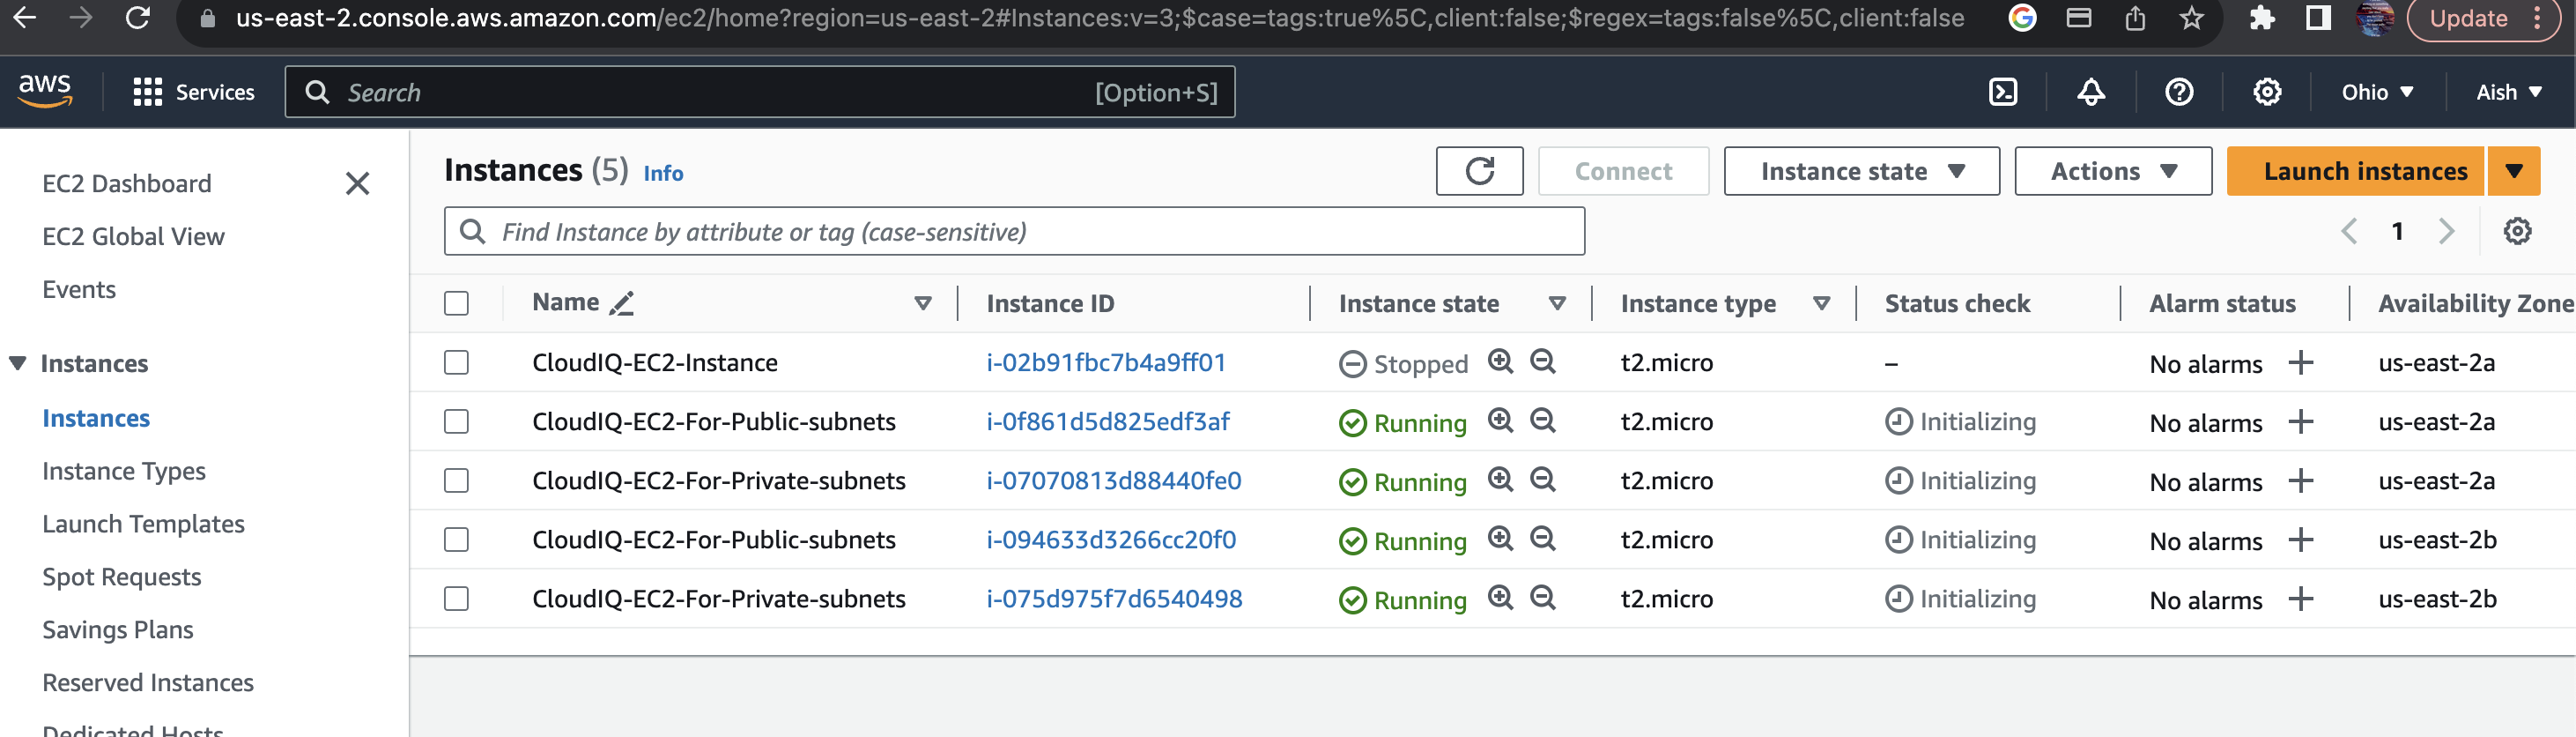 us-east-2.console.aws.amazon.com/ec2/home?region=us-east-2#Instances:v=3;$case=tags:true%5C,client:false;$regex=tags:false%5C,client:false
Update
aws
Services
Search
[Option+S]
Ohio
Aish
EC2 Dashboard
EC2 Global View
Events
Instances
Instances
Instance Types
Launch Templates
Spot Requests
Savings Plans
Reserved Instances
Dedicated Hosts
Instances (5) Info
Connect
Instance state
Actions
Launch instances
Find Instance by attribute or tag (case-sensitive)
1
Name Instance ID Instance state Instance type Status check Alarm status Availability Zone
CloudIQ-EC2-Instance i-02b91fbc7b4a9ff01 Stopped t2.micro – No alarms + us-east-2a
CloudIQ-EC2-For-Public-subnets i-0f861d5d825edf3af Running t2.micro Initializing No alarms + us-east-2a
CloudIQ-EC2-For-Private-subnets i-07070813d88440fe0 Running t2.micro Initializing No alarms + us-east-2a
CloudIQ-EC2-For-Public-subnets i-094633d3266cc20f0 Running t2.micro Initializing No alarms + us-east-2b
CloudIQ-EC2-For-Private-subnets i-075d975f7d6540498 Running t2.micro Initializing No alarms + us-east-2b